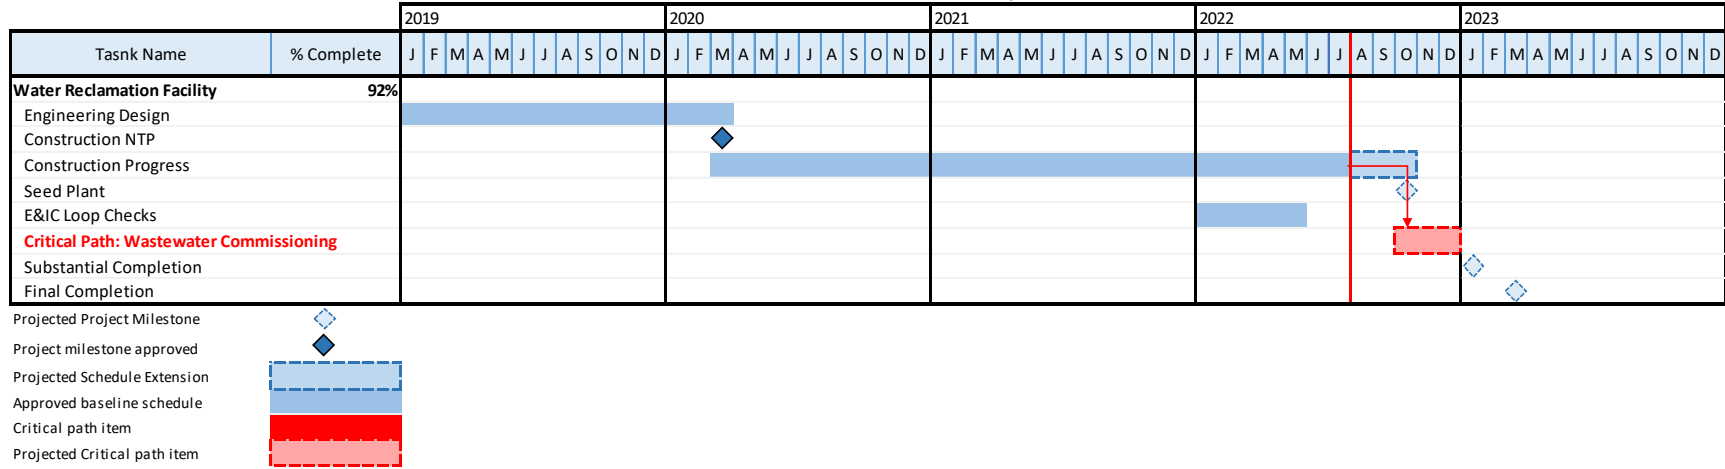 2019 2020 2021 2022 2023
Tasnk Name % Complete J F M A M J J A S O N D J F M A M J J A S O N D J F M A M J J A S O N D J F M A M J J A S O N D J F M A M J J A S O N D
Water Reclamation Facility 92%
Engineering Design
Construction NTP
Construction Progress
Seed Plant
E&IC Loop Checks
Critical Path: Wastewater Commissioning
Substantial Completion
Final Completion
Projected Project Milestone
Project milestone approved
Projected Schedule Extension
Approved baseline schedule
Critical path item
Projected Critical path item